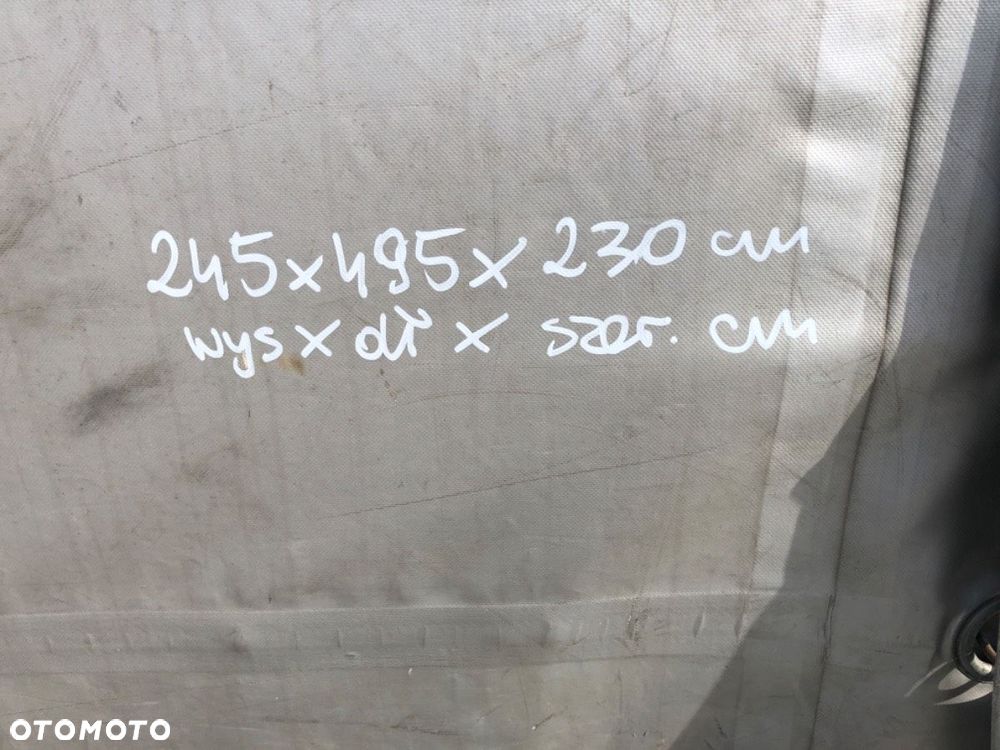 245x495x230 cm
wys x dł x szer. cm
OTOMOTO